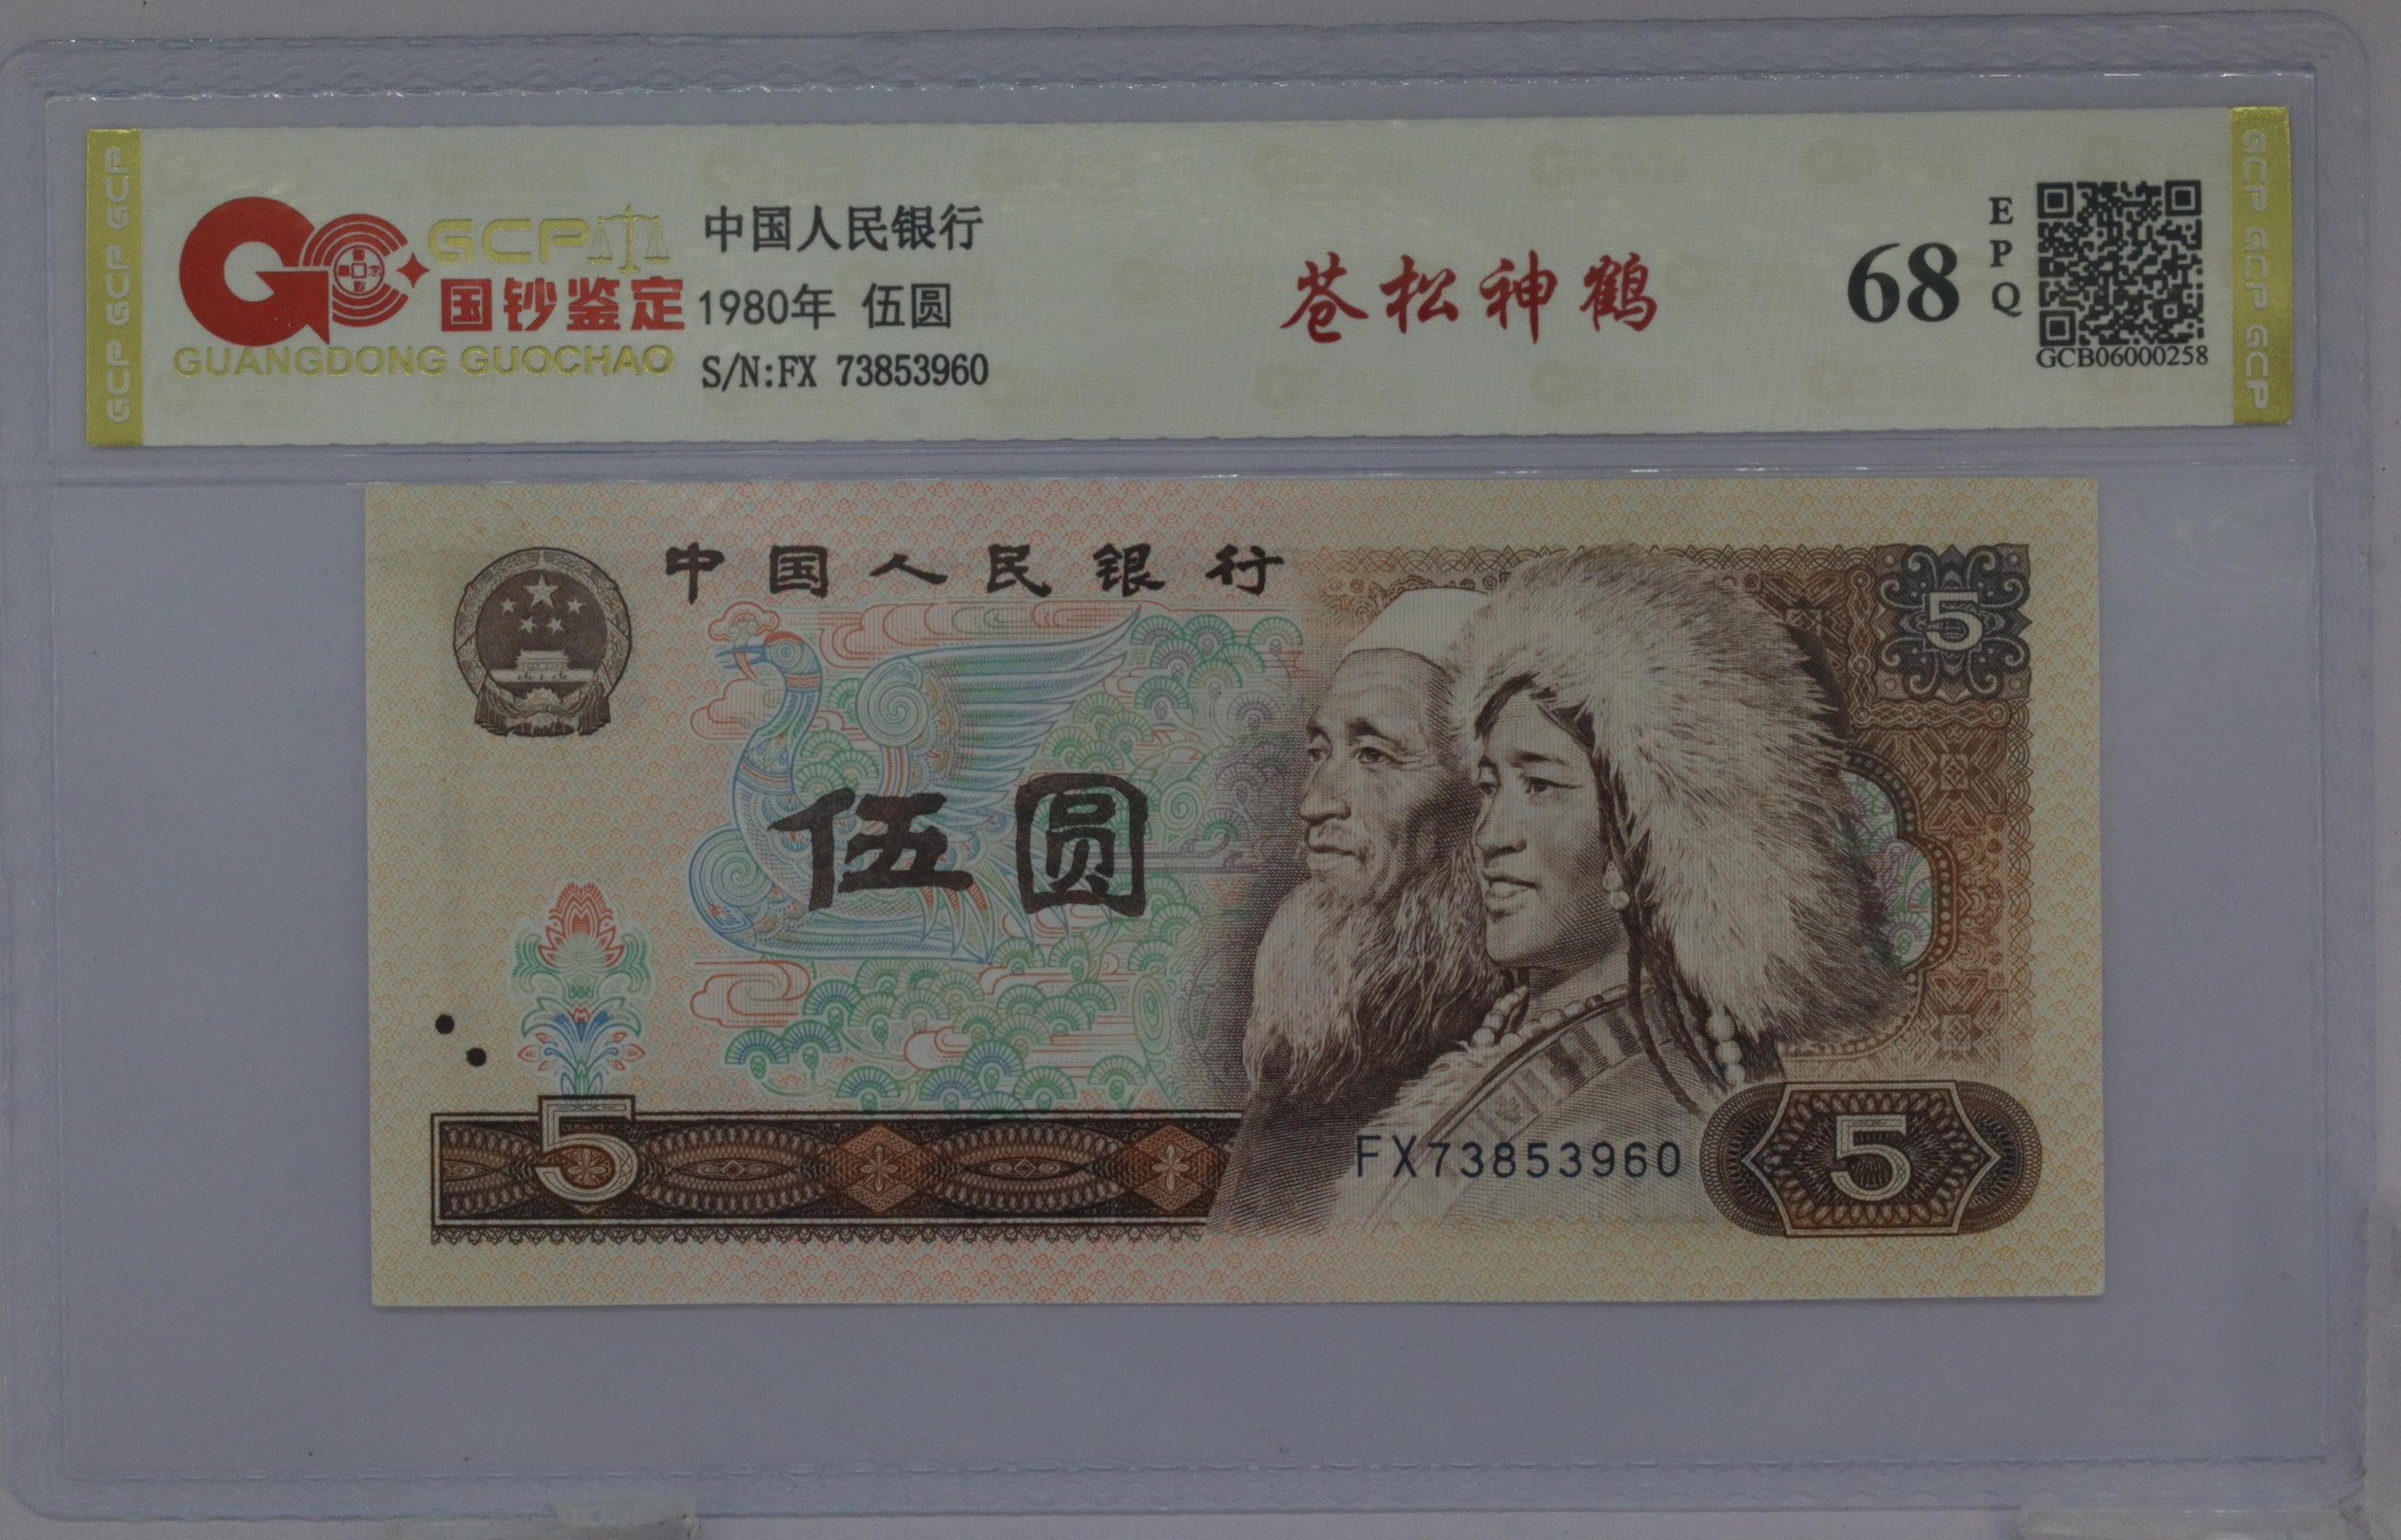 GCP
国钞鉴定
GUANGDONG GUOCHAO
中国人民银行
1980年 伍圆
S/N:FX 73853960
苍松神鹤
68
EPQ
GCB06000258
GCP GCP GCP
GCP GCP GCP
中国人民银行
5
伍圆
5
FX73853960
5